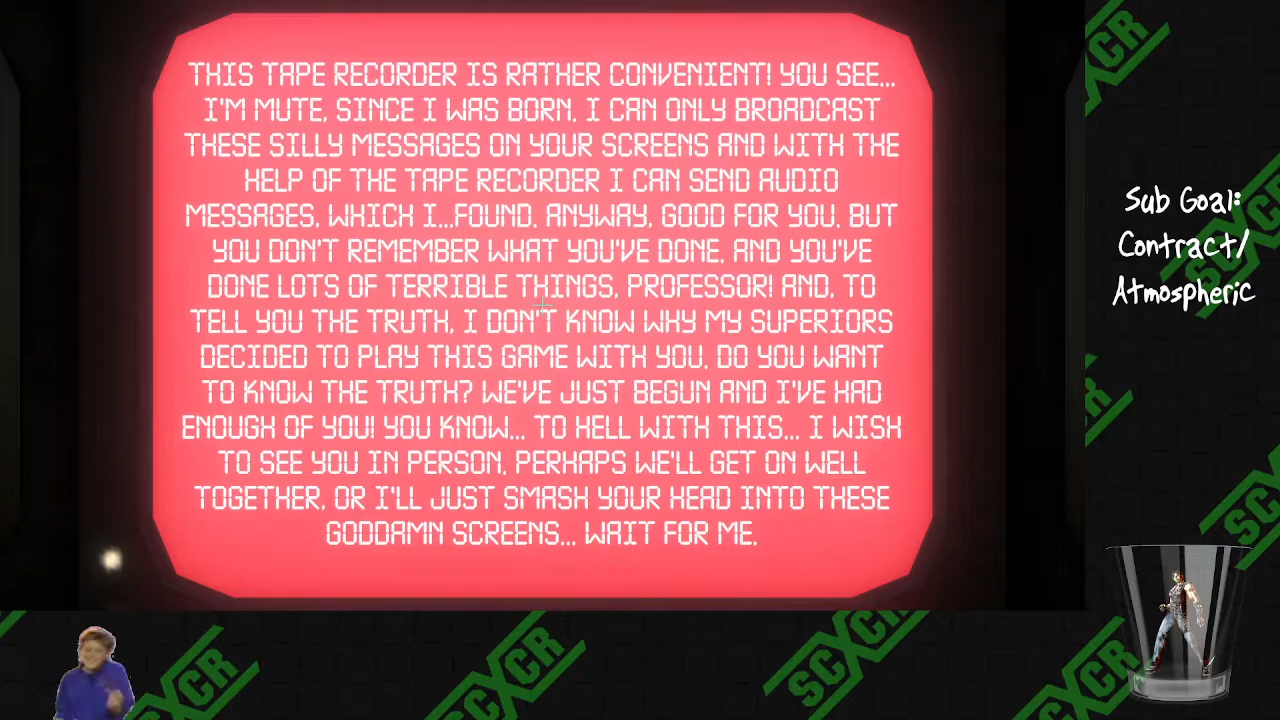 THIS TAPE RECORDER IS RATHER CONVENIENT! YOU SEE...
I'M MUTE, SINCE I WAS BORN. I CAN ONLY BROADCAST
THESE SILLY MESSAGES ON YOUR SCREENS AND WITH THE
HELP OF THE TAPE RECORDER I CAN SEND AUDIO
MESSAGES, WHICH I...FOUND. ANYWAY, GOOD FOR YOU. BUT
YOU DON'T REMEMBER WHAT YOU'VE DONE. AND YOU'VE
DONE LOTS OF TERRIBLE THINGS, PROFESSOR! AND, TO
TELL YOU THE TRUTH, I DON'T KNOW WHY MY SUPERIORS
DECIDED TO PLAY THIS GAME WITH YOU. DO YOU WANT
TO KNOW THE TRUTH? WE'VE JUST BEGUN AND I'VE HAD
ENOUGH OF YOU! YOU KNOW... TO HELL WITH THIS... I WISH
TO SEE YOU IN PERSON. PERHAPS WE'LL GET ON WELL
TOGETHER, OR I'LL JUST SMASH YOUR HEAD INTO THESE
GODDAMN SCREENS... WAIT FOR ME.
Sub Goal:
Contract/
Atmospheric
SCXCR
SCXCR
SCXCR
SCXCR
SCXCR
SCXCR